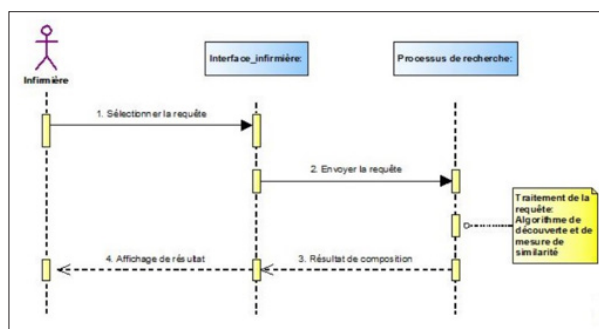 Interface_infirmière:
Processus de recherche:
Infirmière
1. Sélectionner la requête
2. Envoyer la requête
Traitement de la
requête:
Algorithme de
découverte et de
mesure de
similarité
4. Affichage de résultat
3. Résultat de composition